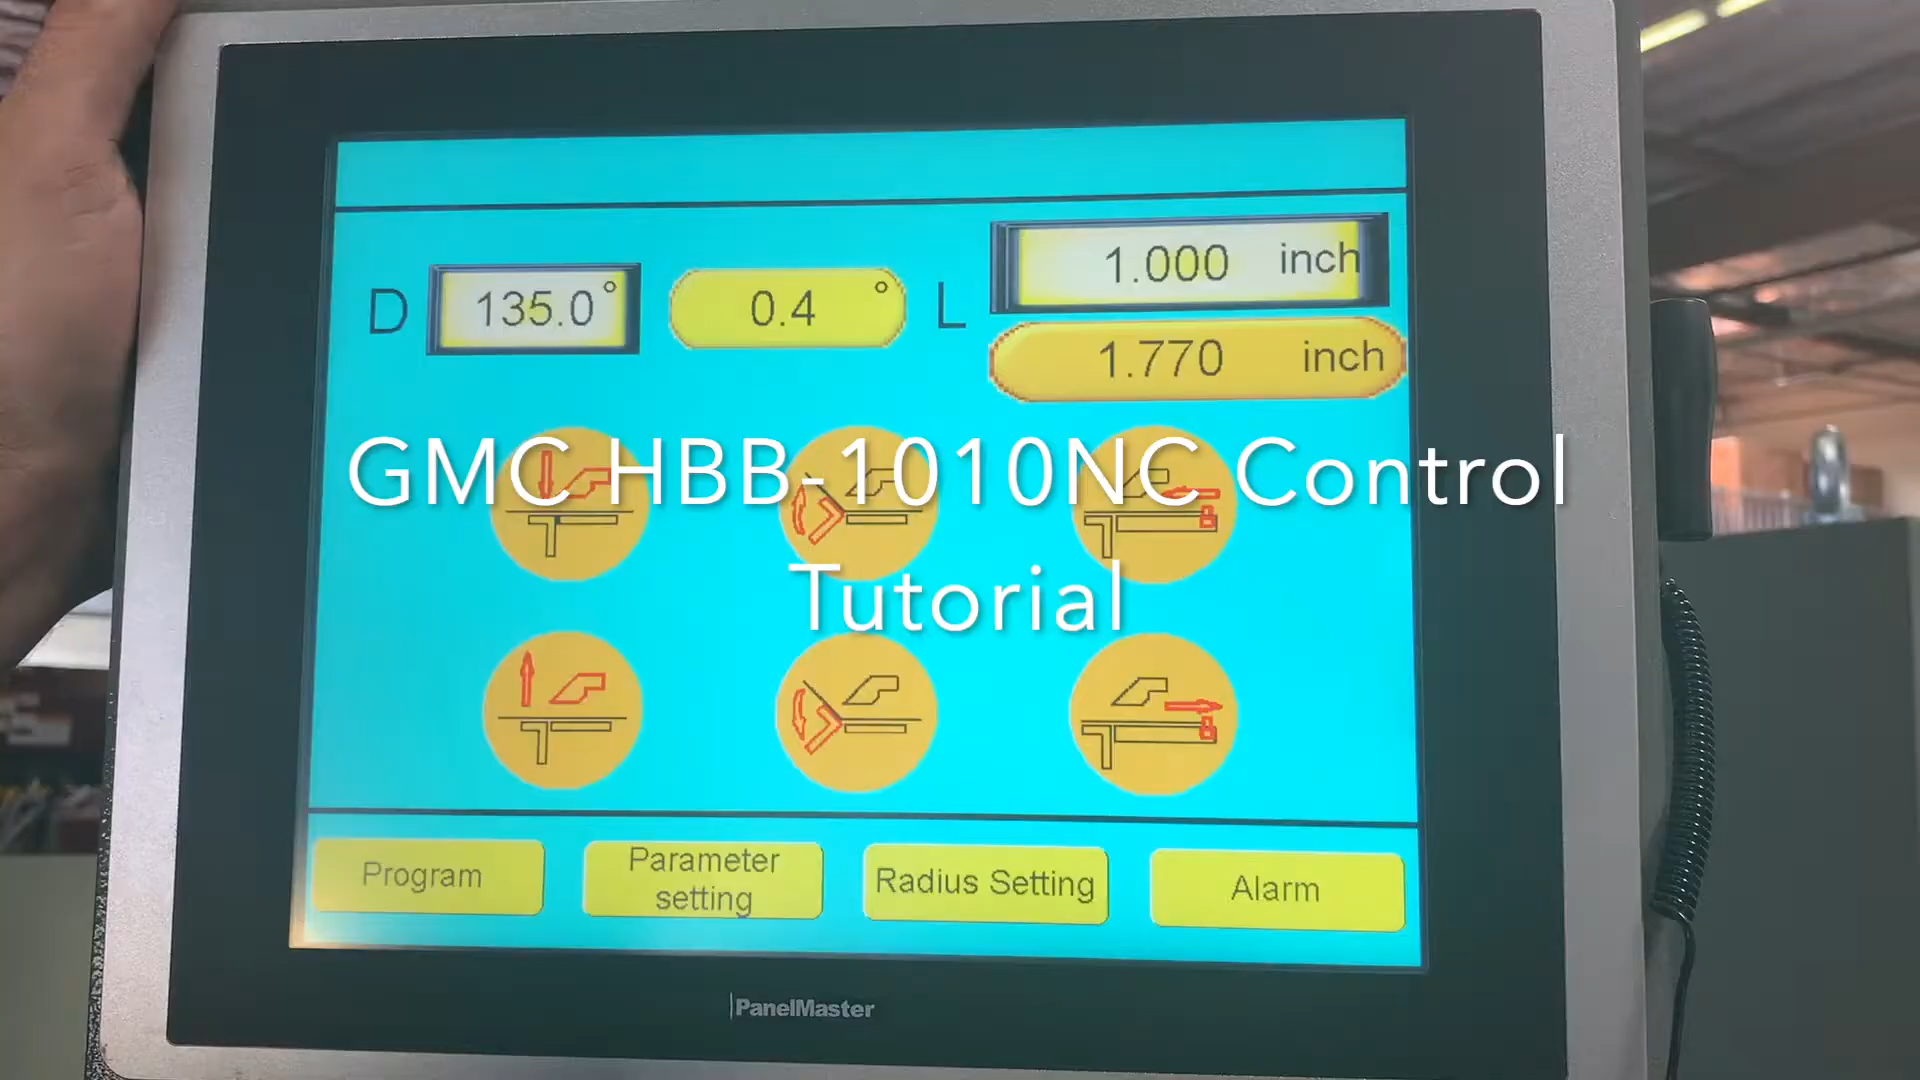 1.000 inch
D 135.0° 0.4 ° L
1.770 inch
GMC HBB-1010NC Control
Tutorial
Program
Parameter
setting
Radius Setting
Alarm
PanelMaster